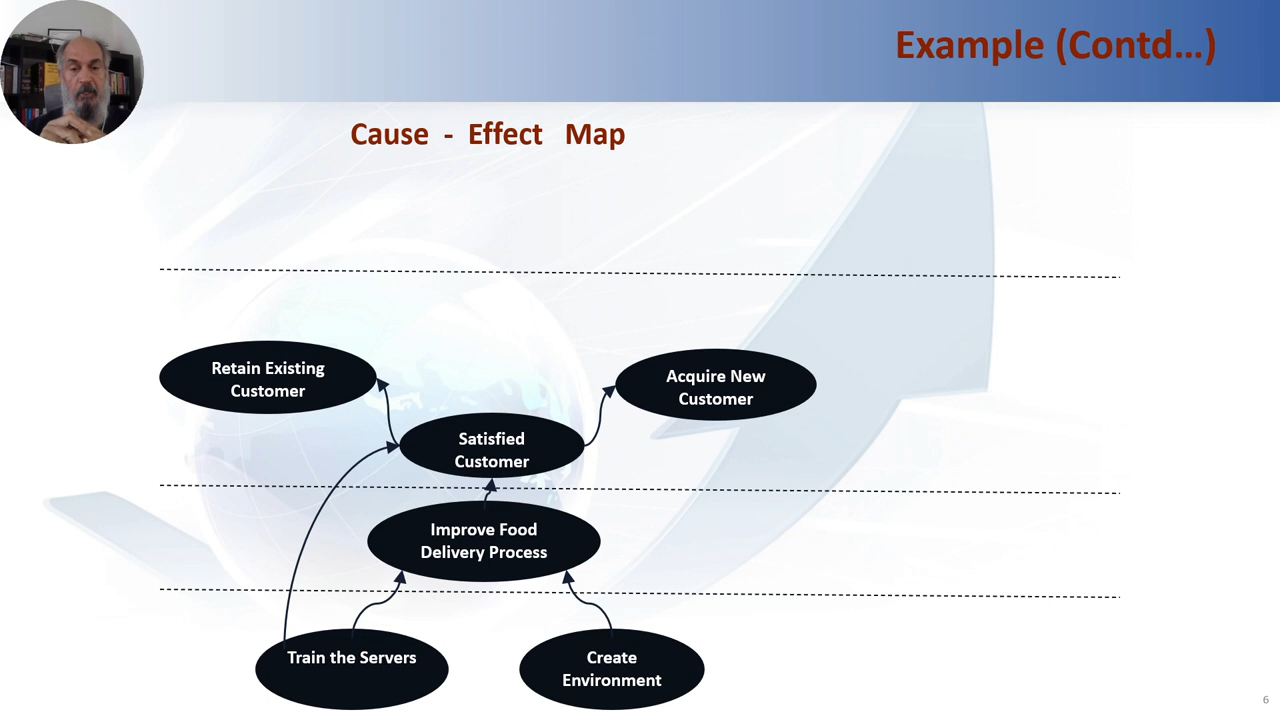 Example (Contd...)
Cause - Effect Map
Retain Existing
Customer
Acquire New
Customer
Satisfied
Customer
Improve Food
Delivery Process
Train the Servers
Create
Environment
6